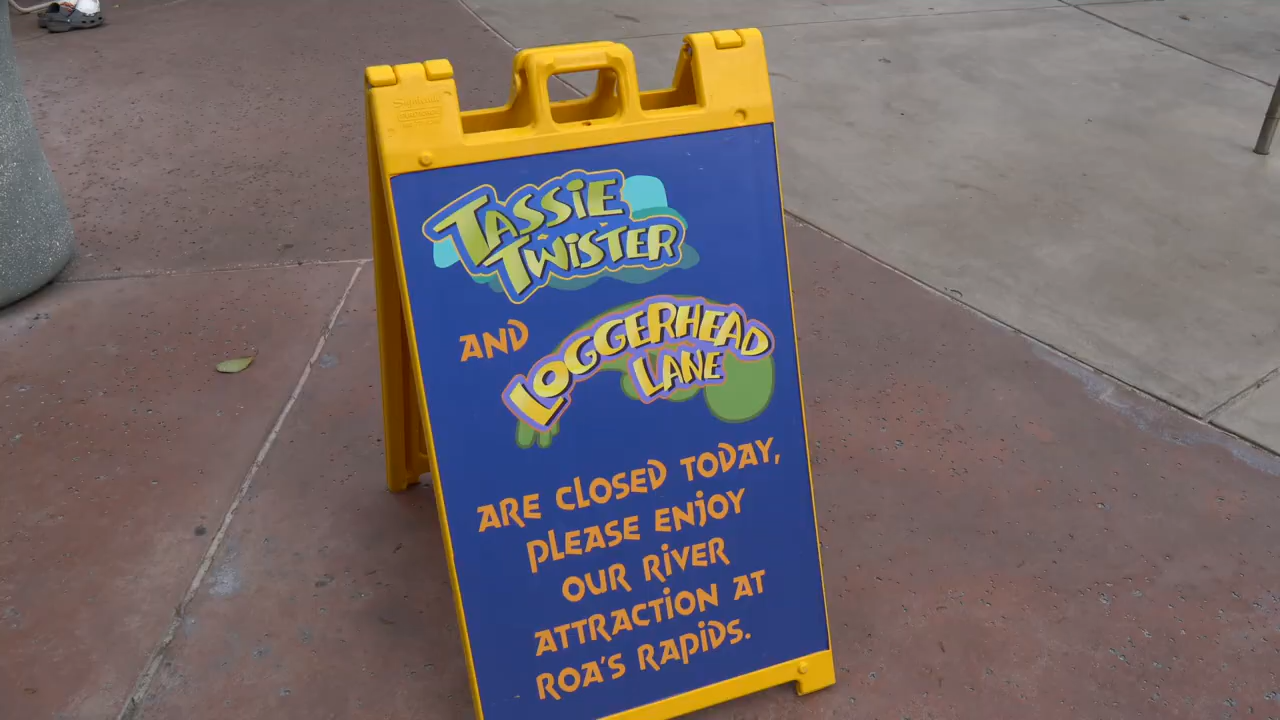 TASSIE
TWISTER
AND
LOGGERHEAD
LANE
ARE CLOSED TODAY,
PLEASE ENJOY
OUR RIVER
ATTRACTION AT
ROA'S RAPIDS.